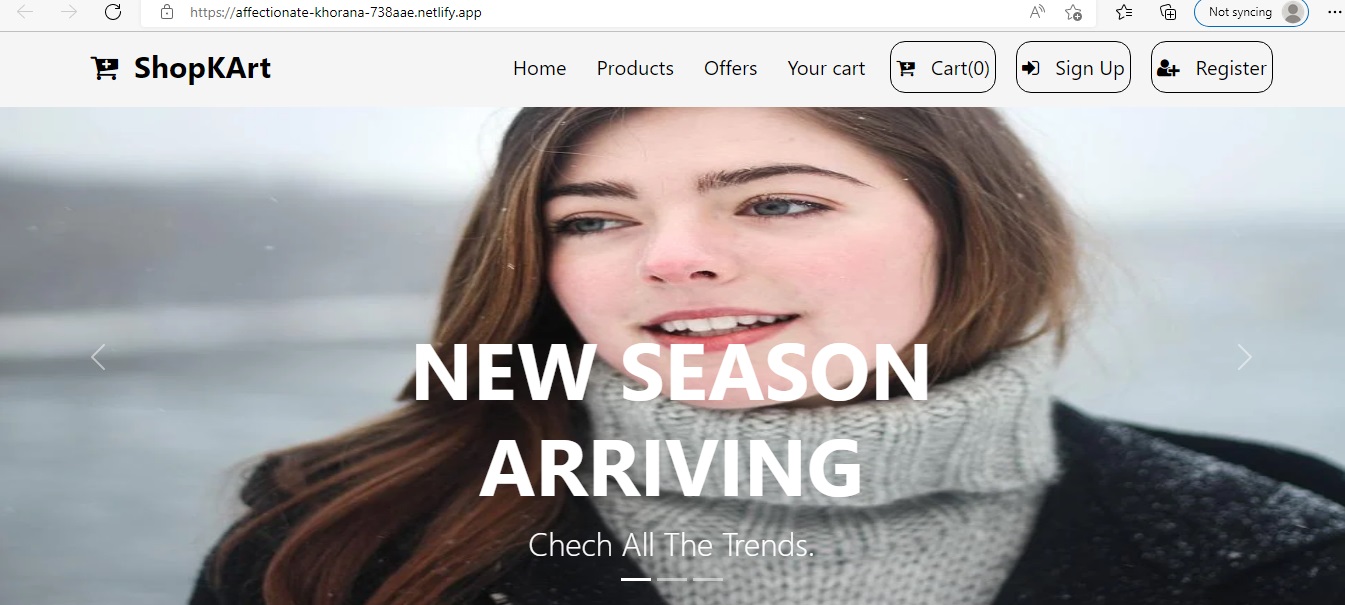 https://affectionate-khorana-738aae.netlify.app
Not syncing
ShopKArt
Home
Products
Offers
Your cart
Cart(0)
Sign Up
Register
NEW SEASON
ARRIVING
Chech All The Trends.